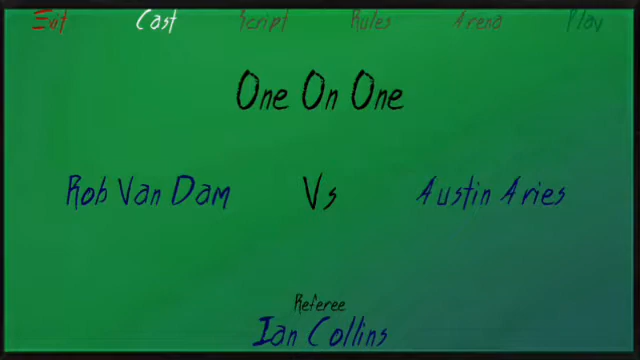 Exit Cast Script Rules Arena Play
One On One
Rob Van Dam Vs Austin Aries
Referee
Ian Collins